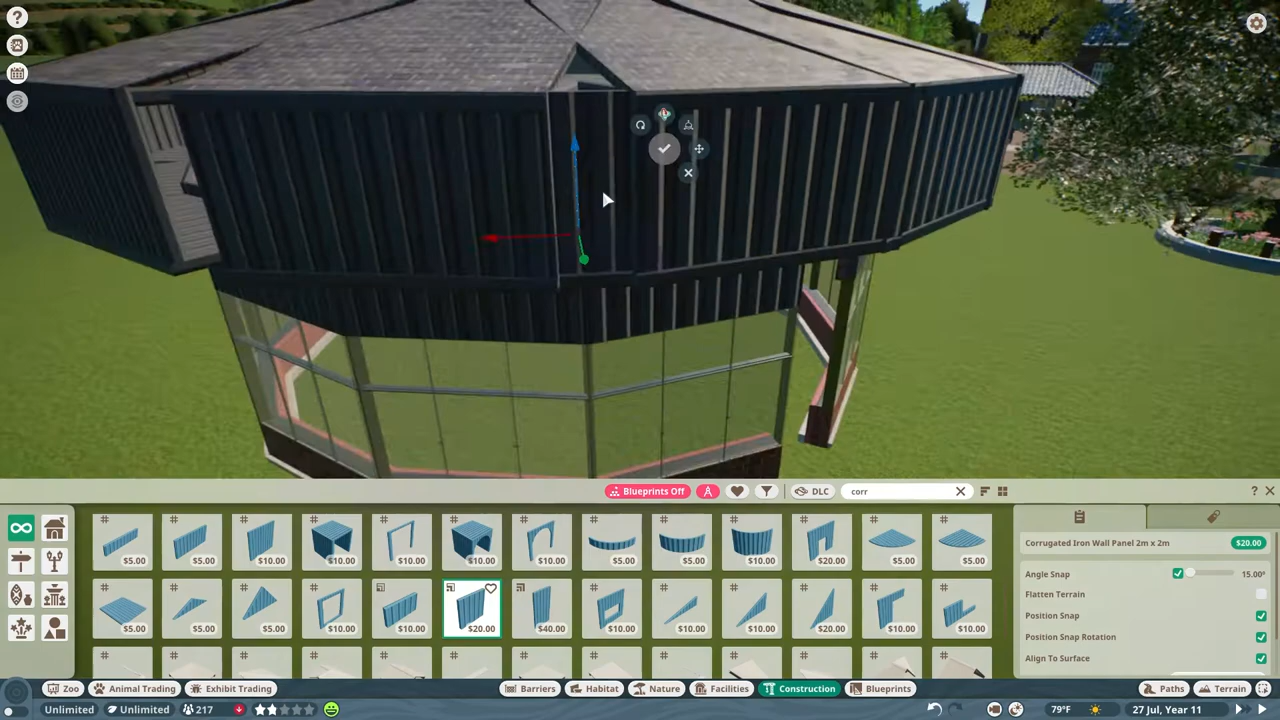 Blueprints Off
DLC
corr
?
$5.00 $5.00 $10.00 $10.00 $10.00 $10.00 $10.00 $5.00 $5.00 $10.00 $20.00 $5.00 $5.00
$5.00 $5.00 $5.00 $10.00 $10.00 $20.00 $40.00 $10.00 $10.00 $10.00 $20.00 $10.00 $10.00
Corrugated Iron Wall Panel 2m x 2m $20.00
Angle Snap 15.00°
Flatten Terrain
Position Snap
Position Snap Rotation
Align To Surface
Zoo Animal Trading Exhibit Trading Barriers Habitat Nature Facilities Construction Blueprints Paths Terrain
Unlimited Unlimited 217 79°F 27 Jul, Year 11